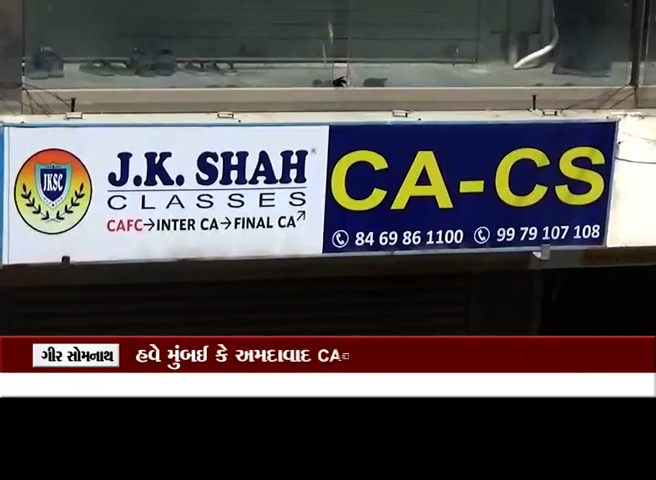 JKSC
J.K. SHAH®
CLASSES
CAFC→INTER CA→FINAL CA↗
CA-CS
84 69 86 1100 99 79 107 108
ગીર સોમનાથ હવે મુંબઈ કે અમદાવાદ CA